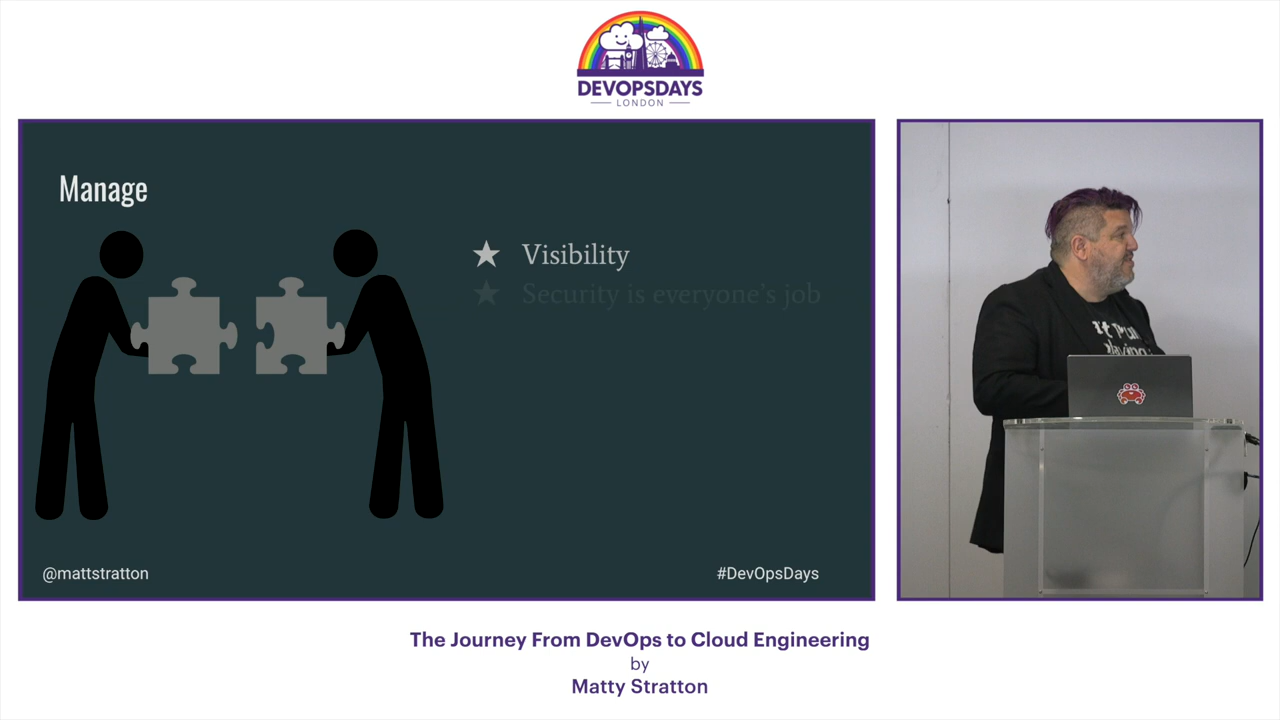 DEVOPSDAYS
LONDON
Manage
★ Visibility
★ Security is everyone's job
@mattstratton
#DevOpsDays
The Journey From DevOps to Cloud Engineering
by
Matty Stratton